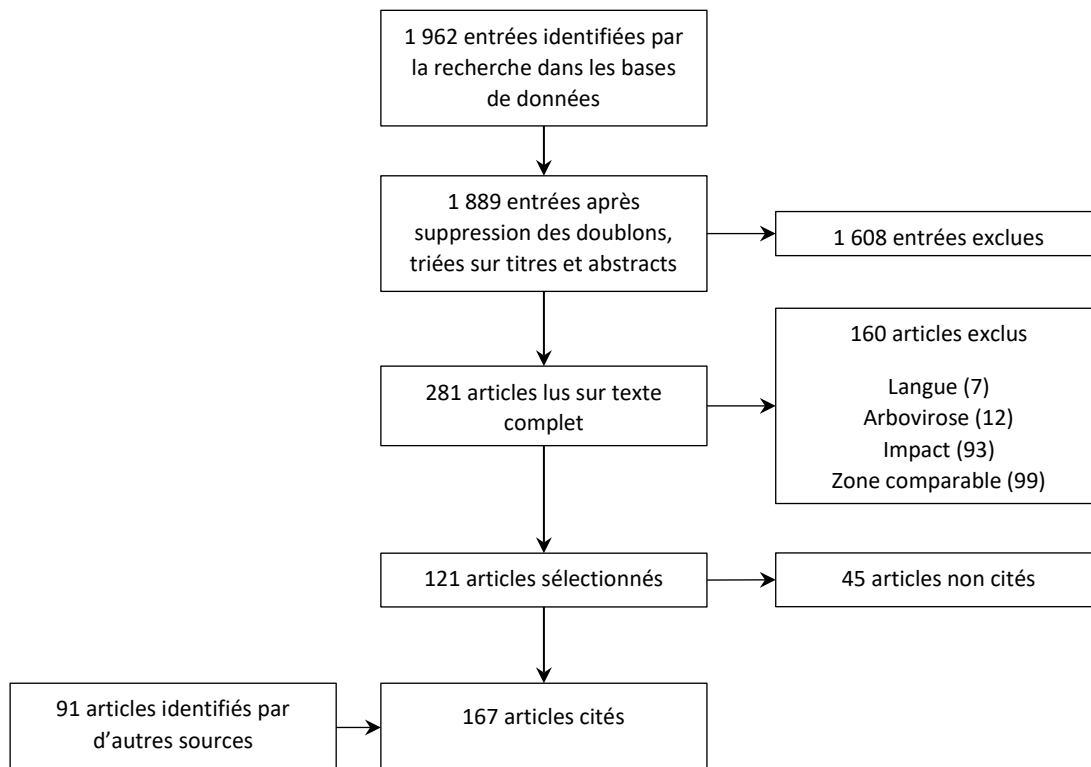 1 962 entrées identifiées par
la recherche dans les bases
de données
1 889 entrées après
suppression des doublons,
triées sur titres et abstracts
1 608 entrées exclues
281 articles lus sur texte
complet
160 articles exclus
Langue (7)
Arbovirose (12)
Impact (93)
Zone comparable (99)
121 articles sélectionnés
45 articles non cités
91 articles identifiés par
d’autres sources
167 articles cités